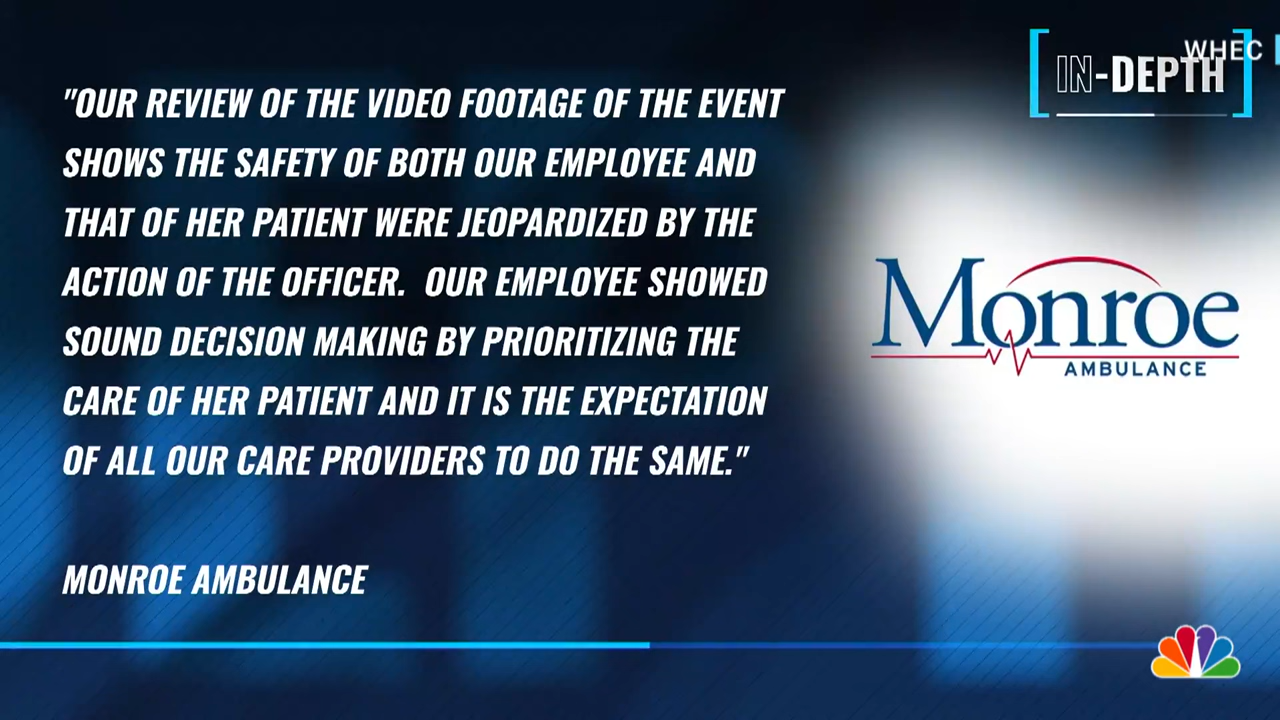 WHEC
IN-DEPTH
"OUR REVIEW OF THE VIDEO FOOTAGE OF THE EVENT
SHOWS THE SAFETY OF BOTH OUR EMPLOYEE AND
THAT OF HER PATIENT WERE JEOPARDIZED BY THE
ACTION OF THE OFFICER.  OUR EMPLOYEE SHOWED
SOUND DECISION MAKING BY PRIORITIZING THE
CARE OF HER PATIENT AND IT IS THE EXPECTATION
OF ALL OUR CARE PROVIDERS TO DO THE SAME."
MONROE AMBULANCE
Monroe
AMBULANCE